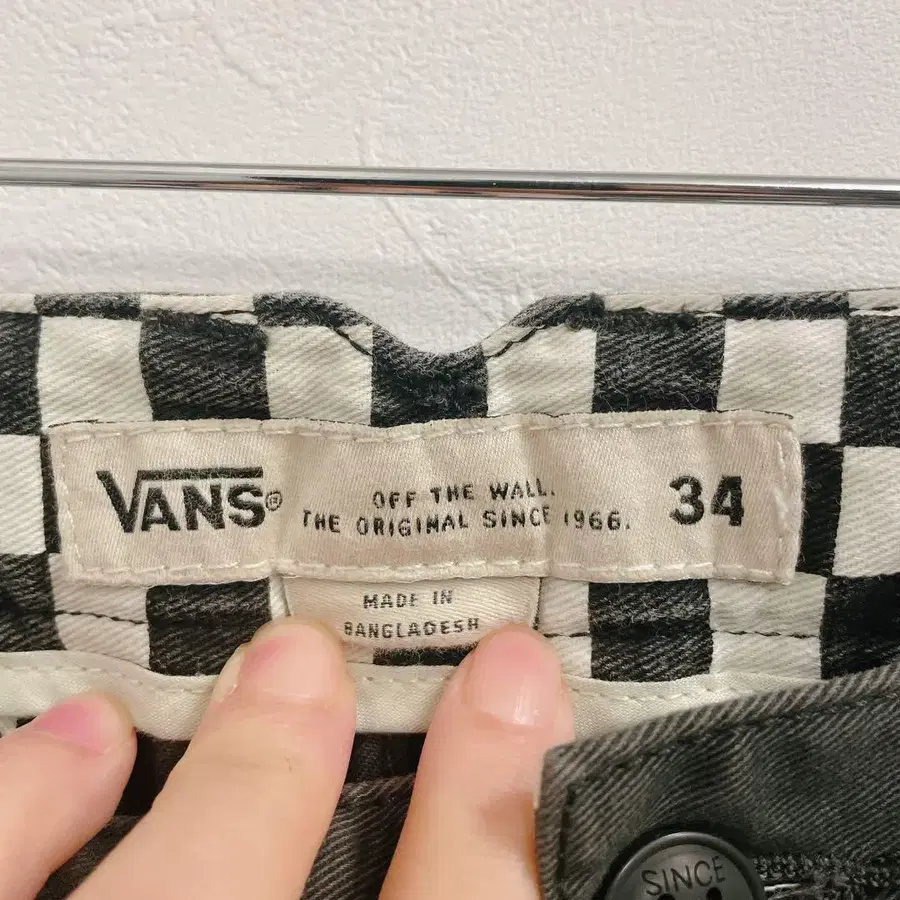 VANS®
OFF THE WALL.
THE ORIGINAL SINCE 1966.
34
MADE IN
BANGLADESH
SINCE